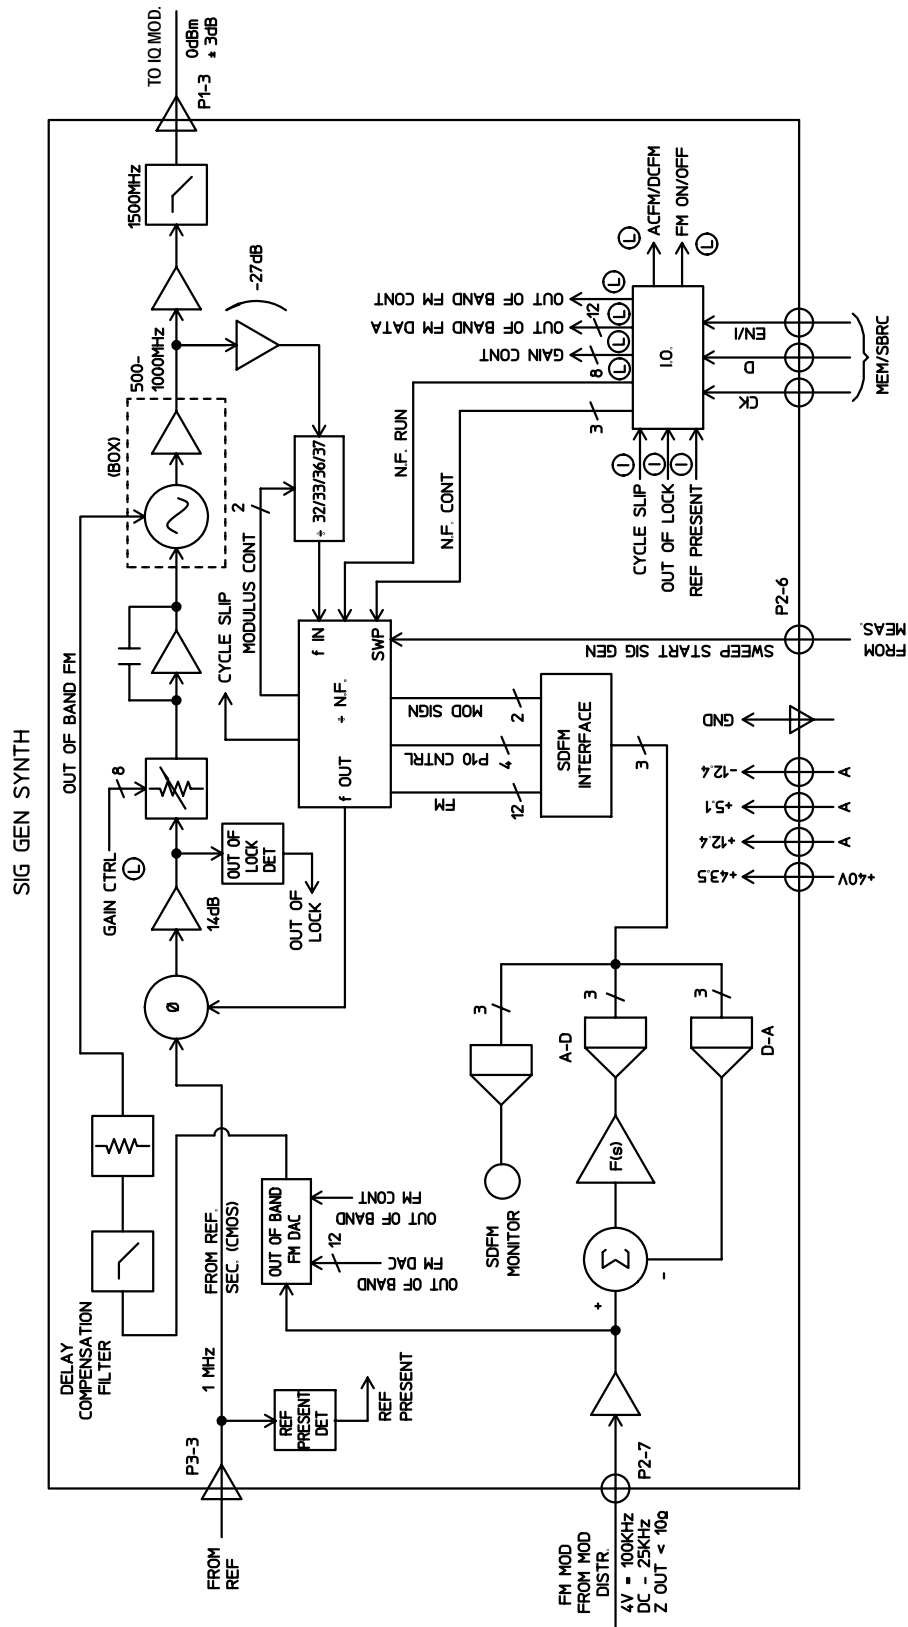 SIG GEN SYNTH
TO IQ MOD.
0dBm
± 3dB
P1-3
1500MHz
-27dB
500-
1000MHz
(BOX)
OUT OF BAND FM
8
GAIN CTRL
L
14dB
OUT OF
LOCK
DET
OUT OF
LOCK
Ø
CYCLE SLIP
MODULUS CONT
2
÷ 32/33/36/37
f IN
SWP
÷ N.F.
f OUT
N.F. RUN
N.F. CONT
3
8
12
GAIN CONT
OUT OF BAND FM DATA
OUT OF BAND FM CONT
L
L
L
L
ACFM/DCFM
L
FM ON/OFF
L
I.O.
EN/I
D
CK
MEM/SBRC
I
I
I
CYCLE SLIP
OUT OF LOCK
REF PRESENT
P2-6
SWEEP START SIG GEN
FROM
MEAS.
MOD SIGN
2
P10 CNTRL
4
FM
12
SDFM
INTERFACE
3
GND
-12.4
A
+5.1
A
+12.4
A
+43.5
+40V
3
3
3
A-D
D-A
F(s)
SDFM
MONITOR
Σ
+
-
DELAY
COMPENSATION
FILTER
1 MHz
FROM REF.
SEC. (CMOS)
OUT OF BAND
FM DAC
OUT OF BAND
FM CONT
12
OUT OF BAND
FM DAC
REF
PRESENT
DET
REF
PRESENT
P3-3
FROM
REF
P2-7
FM MOD
FROM MOD
DISTR.
4V = 100KHz
DC - 25KHz
Z OUT < 10Ω